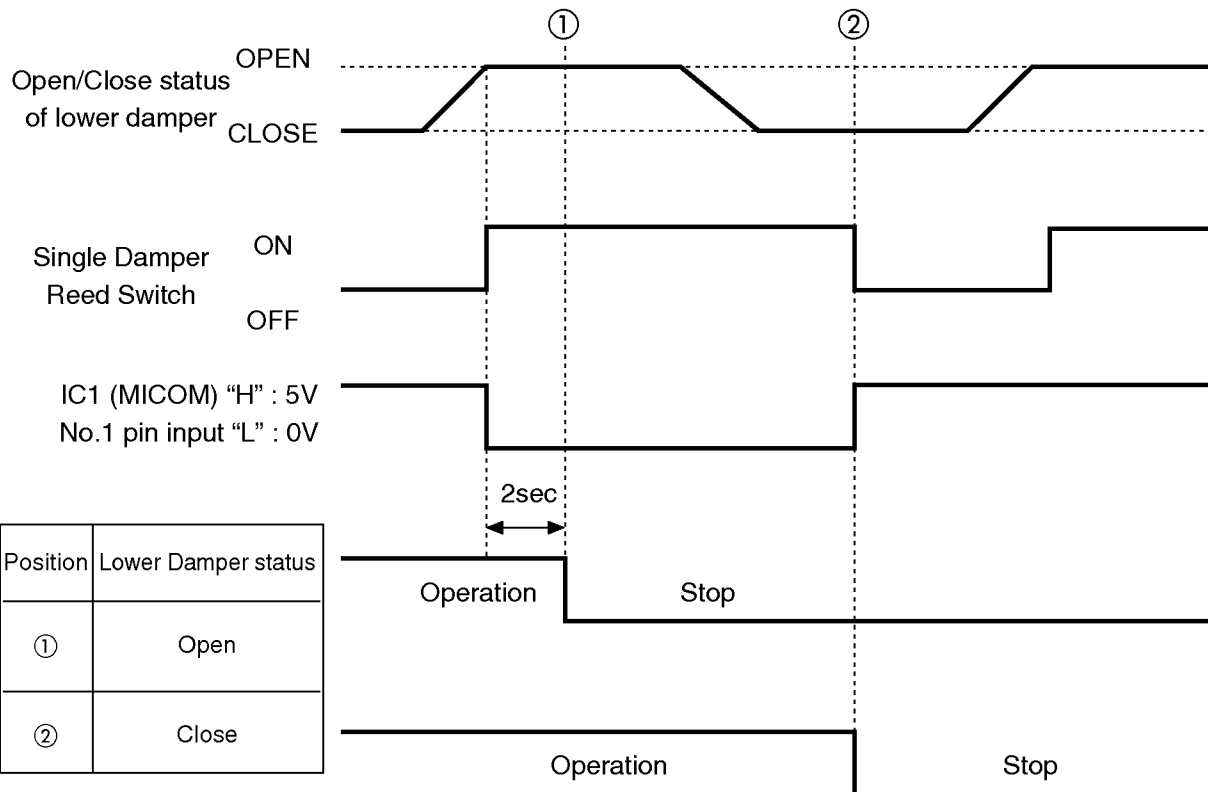 ① ②
OPEN
Open/Close status
of lower damper
CLOSE
Single Damper ON
Reed Switch
OFF
IC1 (MICOM) “H” : 5V
No.1 pin input “L” : 0V
2sec
Position Lower Damper status
Operation Stop
① Open
② Close
Operation Stop